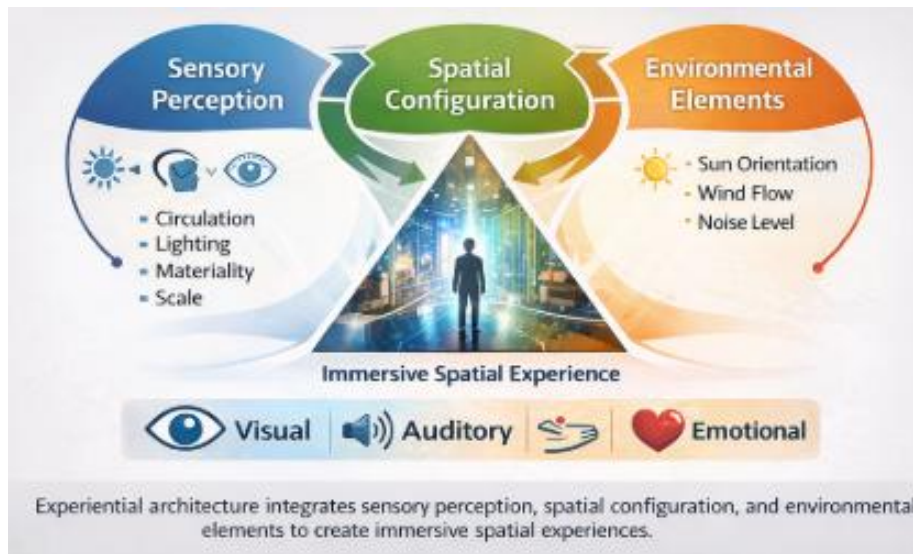 Sensory
Perception
Spatial
Configuration
Environmental
Elements
- Circulation
- Lighting
- Materiality
- Scale
- Sun Orientation
- Wind Flow
- Noise Level
Immersive Spatial Experience
Visual
Auditory
Emotional
Experiential architecture integrates sensory perception, spatial configuration, and environmental
elements to create immersive spatial experiences.